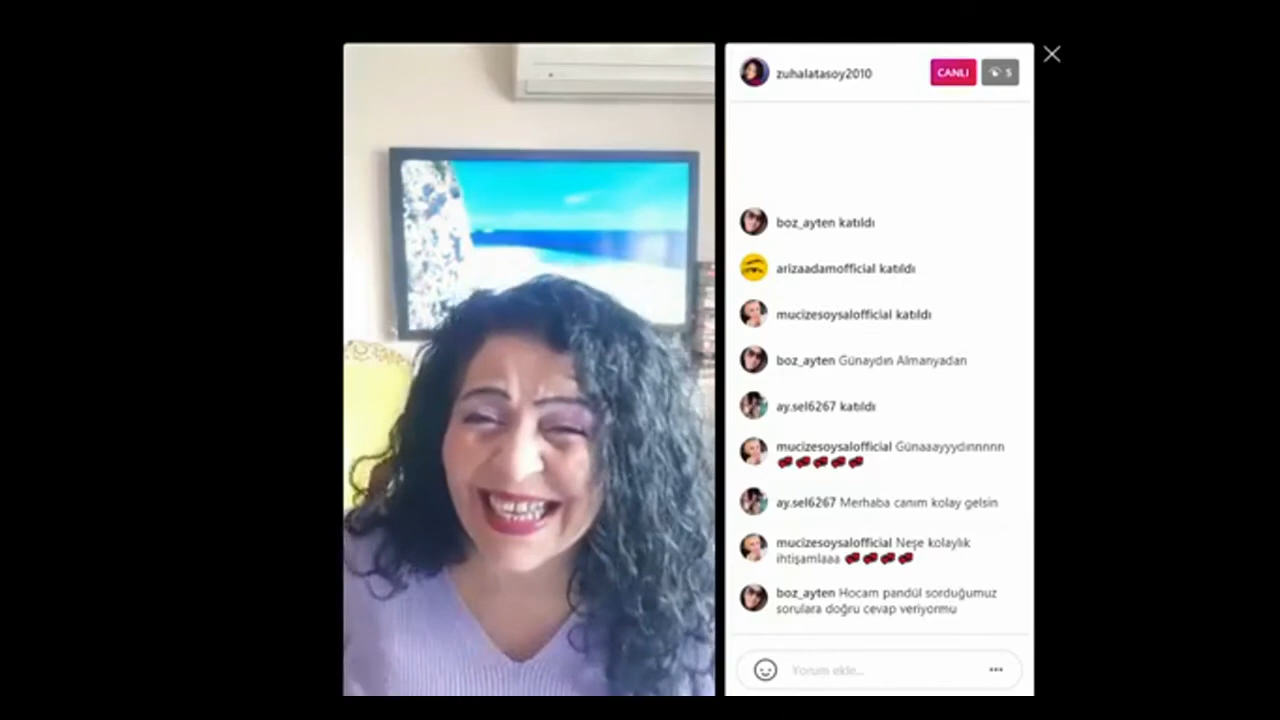 zuhalatasoy2010
CANLI
5
boz_ayten katıldı
arizaadamofficial katıldı
mucizesoysalofficial katıldı
boz_ayten Günaydın Almanyadan
ay.sel6267 katıldı
mucizesoysalofficial Günaaayyydınnnnn
ay.sel6267 Merhaba canım kolay gelsin
mucizesoysalofficial Neşe kolaylık
ihtişamlaaa
boz_ayten Hocam pandül sorduğumuz
sorulara doğru cevap veriyormu
Yorum ekle...